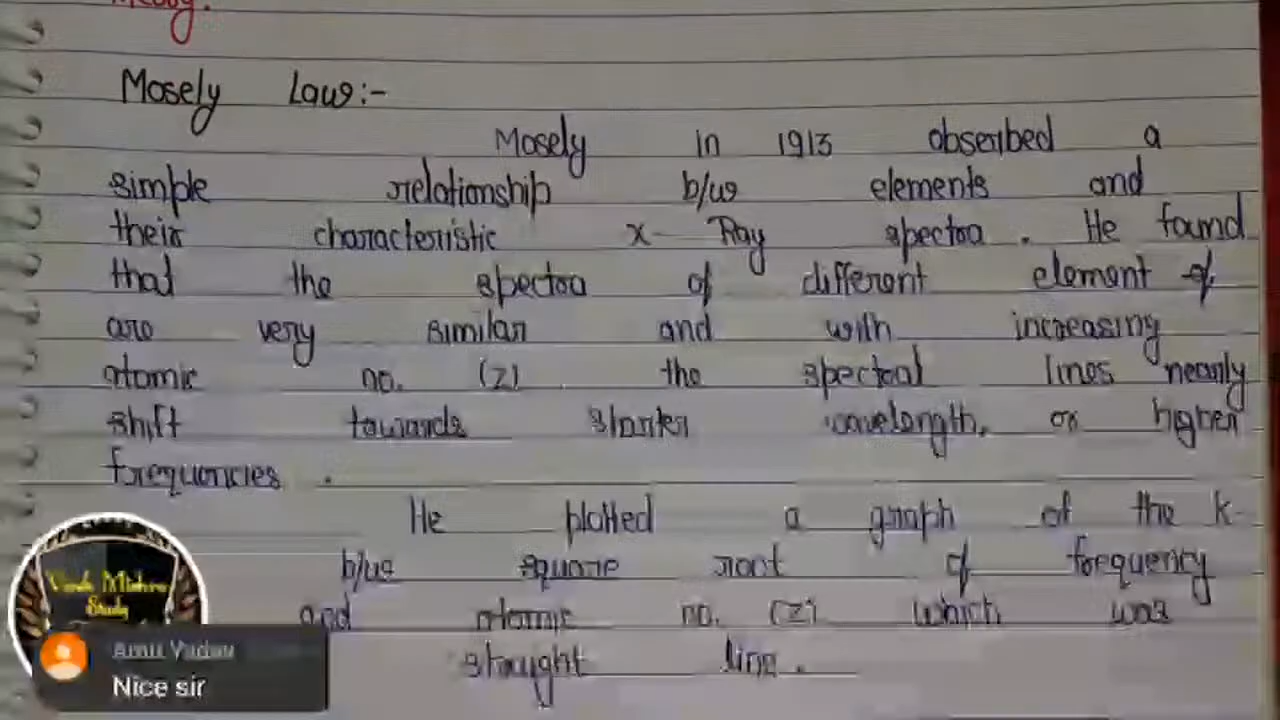 Mosely Law:-
Mosely in 1913 observed a
simple relationship b/w elements and
their characteristic X- Ray spectra . He found
that the spectra of different element of
are very similar and with increasing
atomic no. (Z) the spectral lines nearly
shift towards shorter wavelength, or higher
frequencies .
He plotted a graph of the K-
b/w square root of frequency
and atomic no. (Z) which was
straight line .
Study
Nice sir